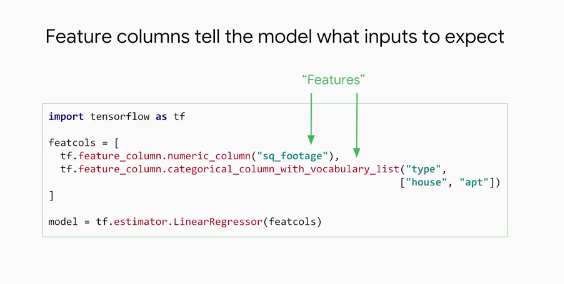 Feature columns tell the model what inputs to expect
“Features”
import tensorflow as tf
featcols = [
tf.feature_column.numeric_column("sq_footage"),
tf.feature_column.categorical_column_with_vocabulary_list("type",
["house", "apt"])
]
model = tf.estimator.LinearRegressor(featcols)